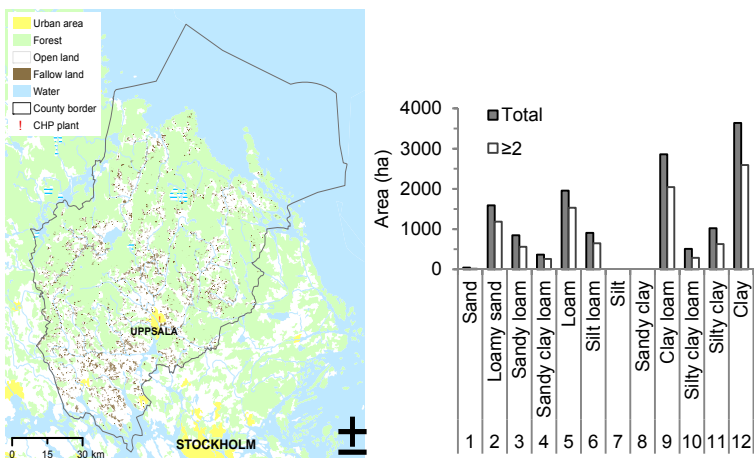 Urban area
Forest
Open land
Fallow land
Water
County border
! CHP plant
UPPSALA
STOCKHOLM
0 15 30 km
Area (ha)
4000
3000
2000
1000
0
Total
≥2
Sand
Loamy sand
Sandy loam
Sandy clay loam
Loam
Silt loam
Silt
Sandy clay
Clay loam
Silty clay loam
Silty clay
Clay
1 2 3 4 5 6 7 8 9 10 11 12